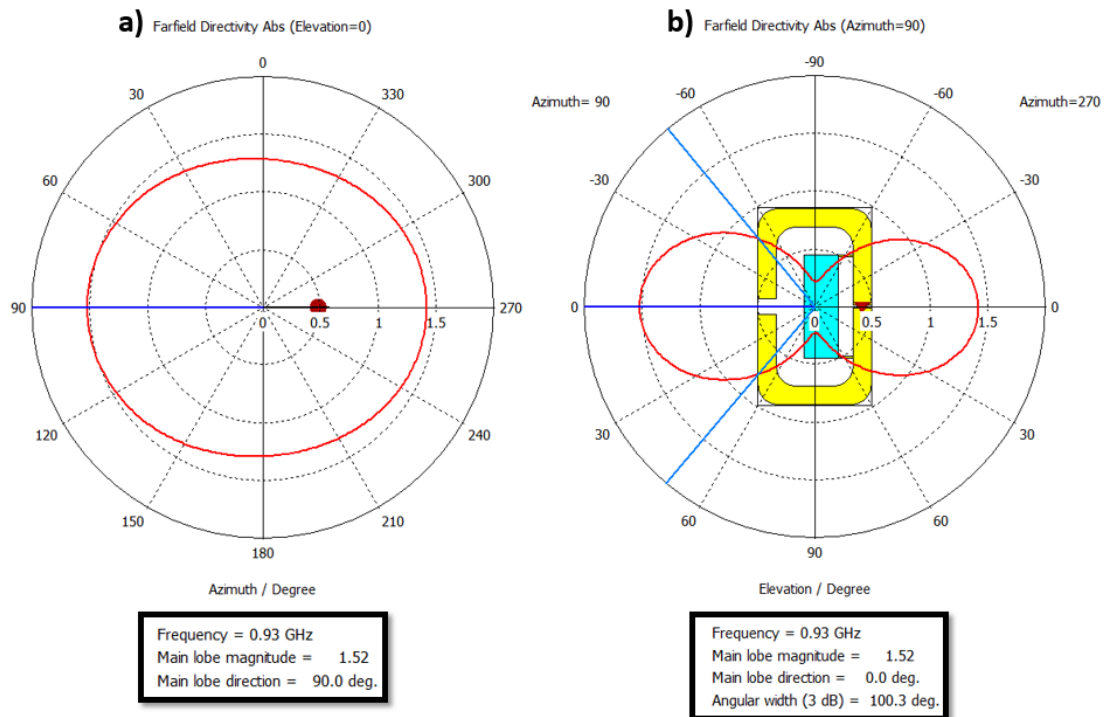 a) Farfield Directivity Abs (Elevation=0)
0
30
330
60
300
90
0
0.5
1
1.5
270
120
240
150
210
180
Azimuth / Degree
Frequency = 0.93 GHz
Main lobe magnitude = 1.52
Main lobe direction = 90.0 deg.
b) Farfield Directivity Abs (Azimuth=90)
-90
Azimuth= 90
-60
-60
Azimuth=270
-30
-30
0
0
0.5
1
1.5
0
30
30
60
60
90
Elevation / Degree
Frequency = 0.93 GHz
Main lobe magnitude = 1.52
Main lobe direction = 0.0 deg.
Angular width (3 dB) = 100.3 deg.